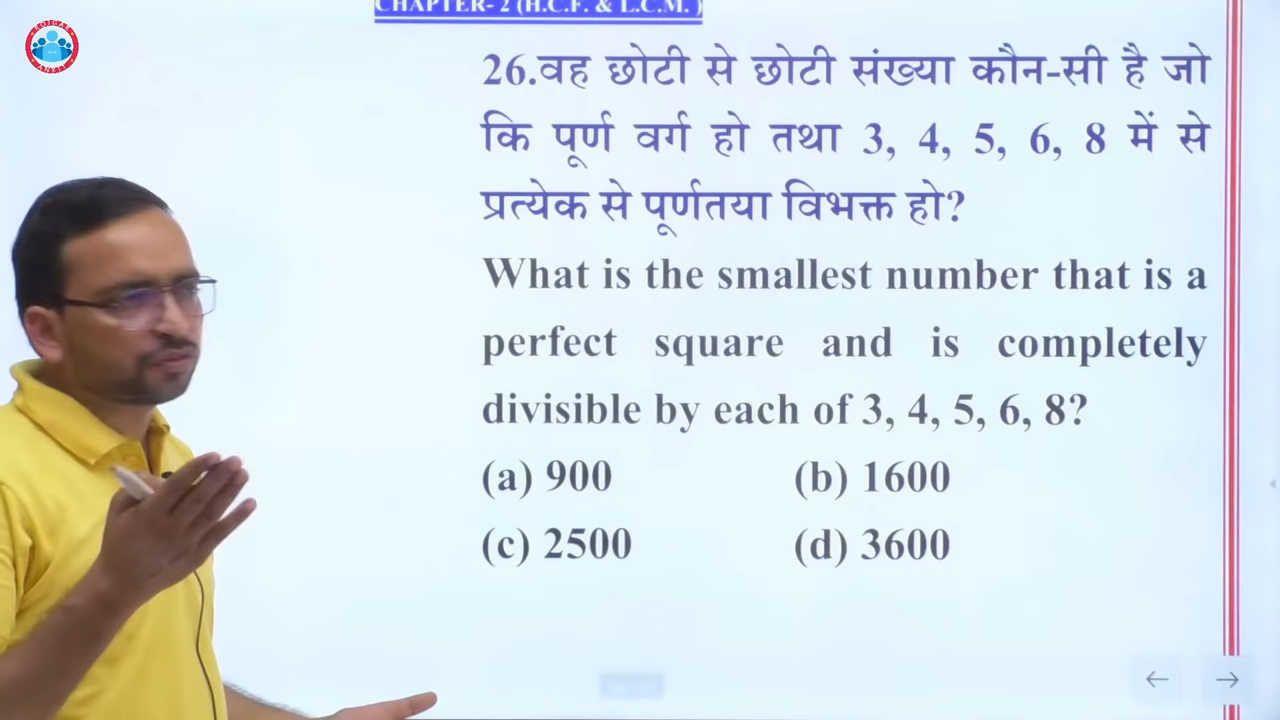 CHAPTER- 2 (H.C.F. & L.C.M. )
ROJGAR
ANKIT
26.वह छोटी से छोटी संख्या कौन-सी है जो
कि पूर्ण वर्ग हो तथा 3, 4, 5, 6, 8 में से
प्रत्येक से पूर्णतया विभक्त हो?
What is the smallest number that is a
perfect square and is completely
divisible by each of 3, 4, 5, 6, 8?
(a) 900 (b) 1600
(c) 2500 (d) 3600